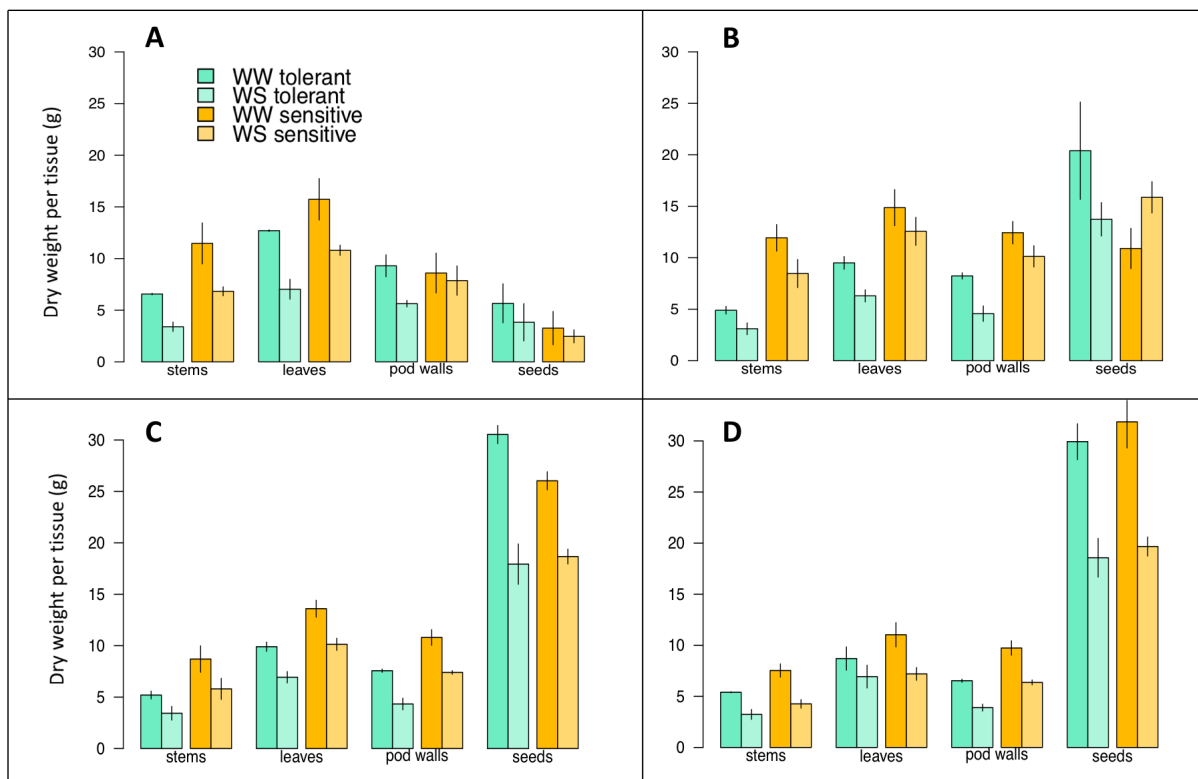 A
Dry weight per tissue (g)
30
25
20
15
10
5
0
WW tolerant
WS tolerant
WW sensitive
WS sensitive
stems leaves pod walls seeds
B
30
25
20
15
10
5
0
stems leaves pod walls seeds
C
Dry weight per tissue (g)
30
25
20
15
10
5
0
stems leaves pod walls seeds
D
30
25
20
15
10
5
0
stems leaves pod walls seeds